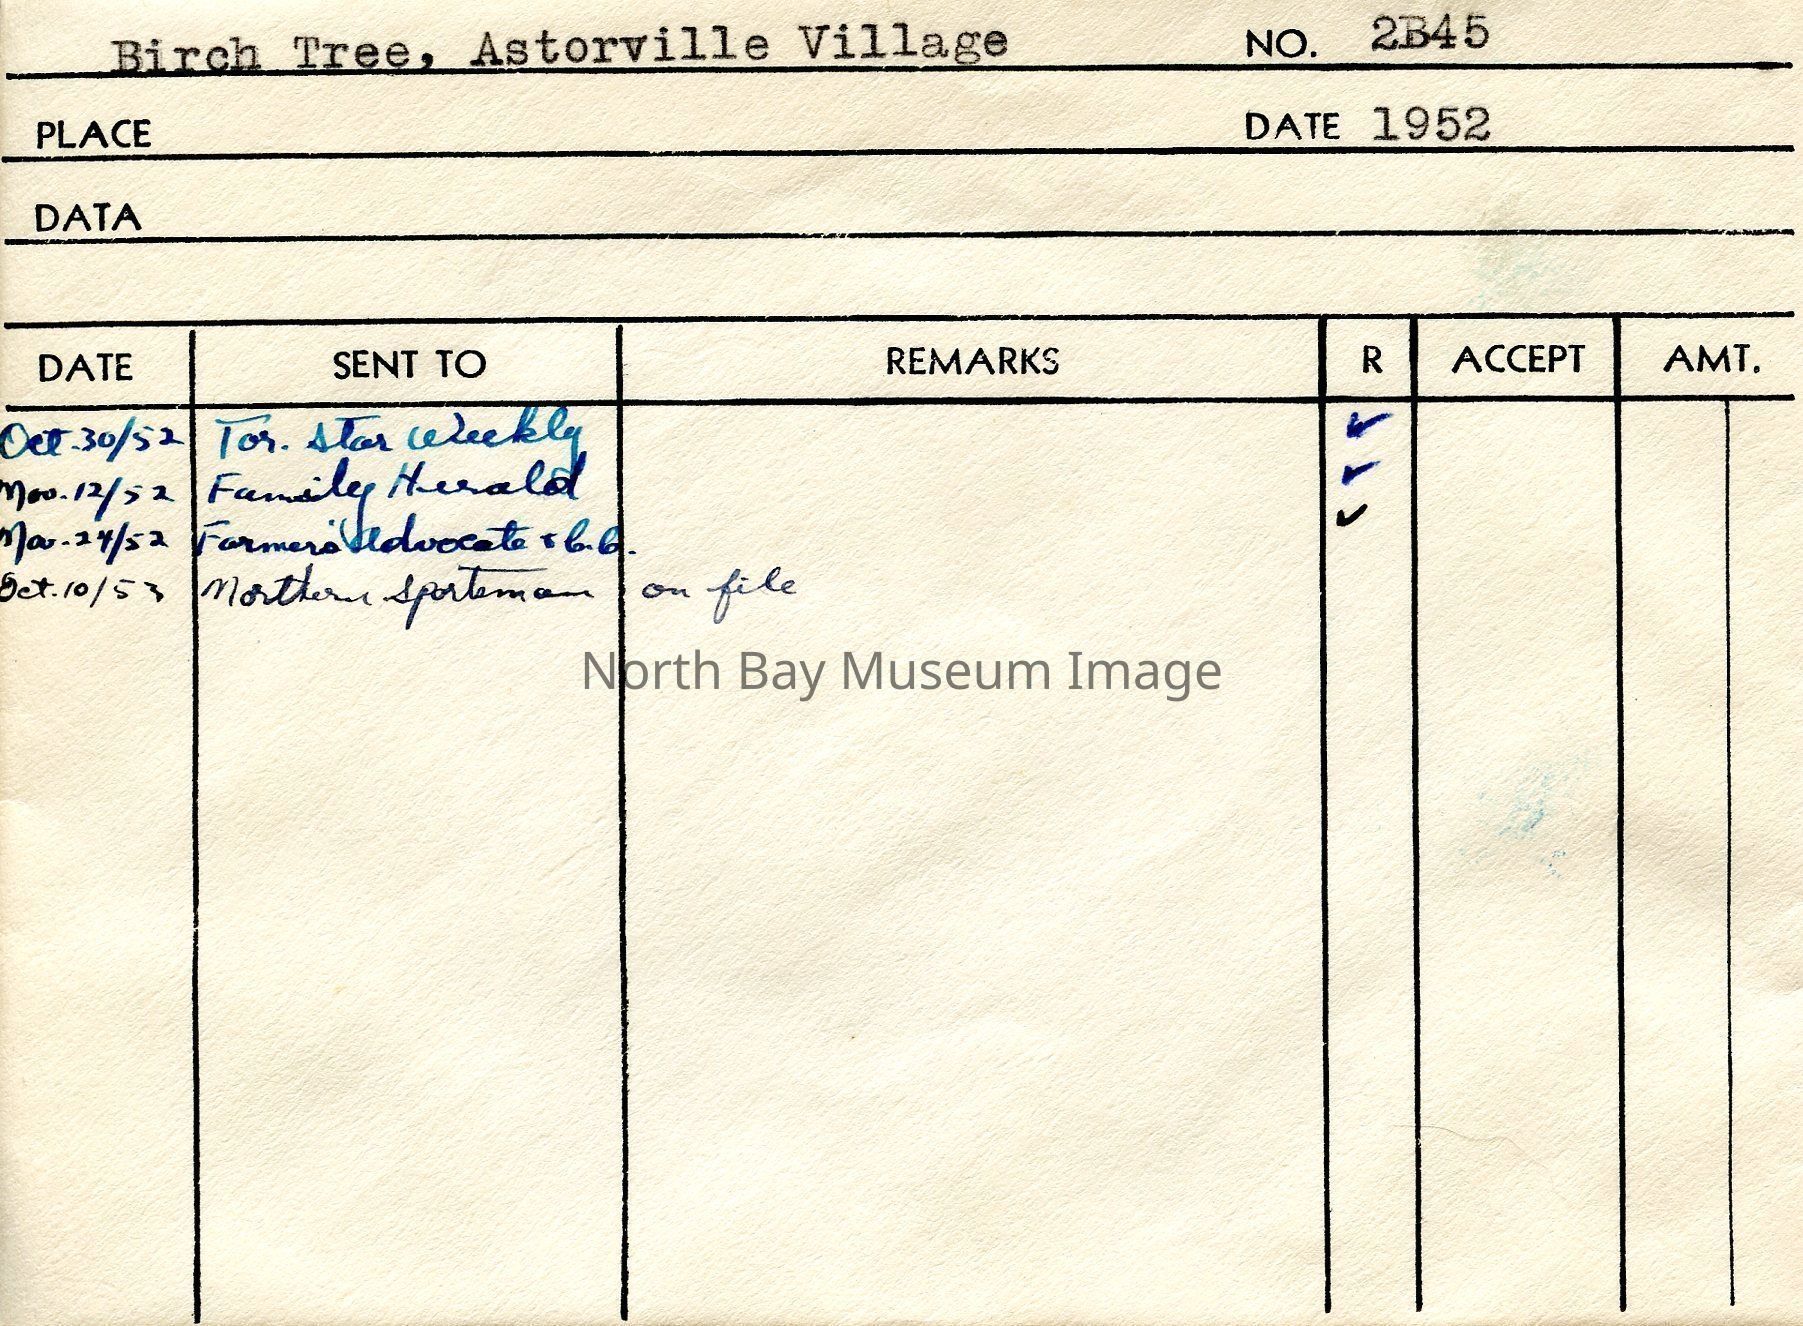 Birch Tree, Astorville Village NO. 2B45
PLACE DATE 1952
DATA
DATE SENT TO REMARKS R ACCEPT AMT.
Oct. 30/52 Tor. Star Weekly ✓
Nov. 12/52 Family Herald ✓
Nov. 24/52 Farmers' Advocate & ✓
Oct. 10/53 Northern Sportsman on file
North Bay Museum Image